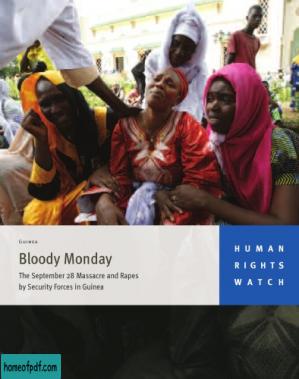 GUINEA
Bloody Monday
The September 28 Massacre and Rapes
by Security Forces in Guinea
HUMAN
RIGHTS
WATCH
homeofpdf.com